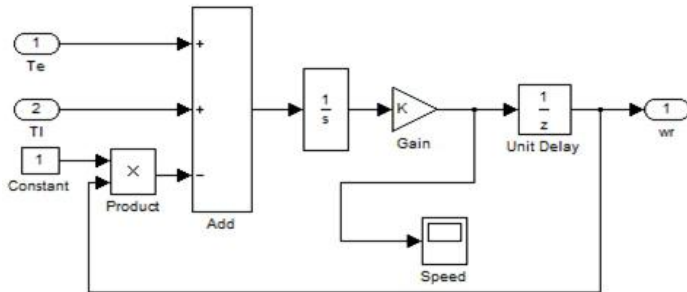 1
Te
+
2
Tl
+
1
Constant
×
Product
−
Add
1
s
K
Gain
1
z
Unit Delay
1
wr
Speed